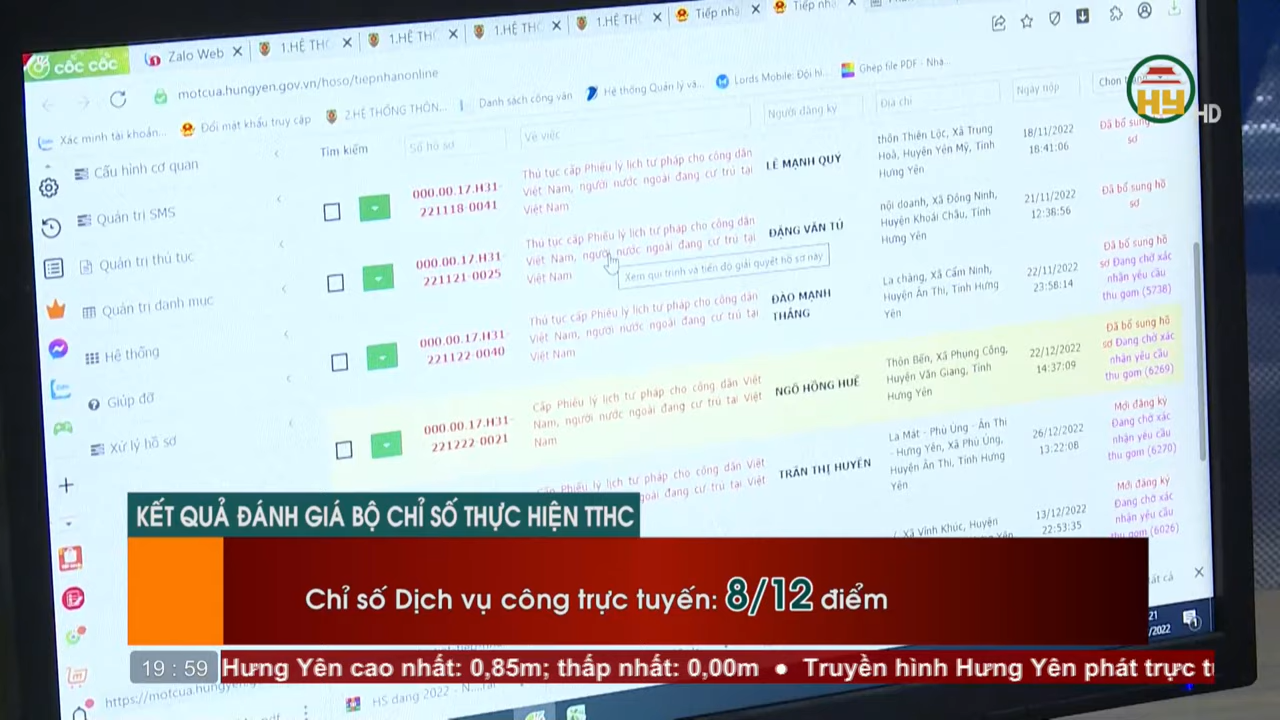 cốc cốc
Zalo Web
1.HỆ THỐ
1.HỆ THỐ
1.HỆ THỐ
1.HỆ THỐ
Tiếp nhậ
Tiếp nhậ
motcua.hungyen.gov.vn/hoso/tiepnhanonline
Xác minh tài khoản...
Đổi mật khẩu truy cập
2.HỆ THỐNG THÔN...
Danh sách công văn
Hệ thống Quản lý vă...
Lords Mobile: Đội hì...
Ghép file PDF - Nhậ...
HY HD
Cấu hình cơ quan
Quản trị SMS
Quản trị thủ tục
Quản trị danh mục
Hệ thống
Giúp đỡ
Xử lý hồ sơ
Tìm kiếm
Số hồ sơ
Về việc
Người đăng ký
Địa chỉ
Ngày nộp
000.00.17.H31-
221118-0041
Thủ tục cấp Phiếu lý lịch tư pháp cho công dân
Việt Nam, người nước ngoài đang cư trú tại
Việt Nam
LÊ MẠNH QUÝ
thôn Thiên Lộc, Xã Trung
Hoà, Huyện Yên Mỹ, Tỉnh
Hưng Yên
18/11/2022
18:41:06
Đã bổ sung
sơ
000.00.17.H31-
221121-0025
Thủ tục cấp Phiếu lý lịch tư pháp cho công dân
Việt Nam, người nước ngoài đang cư trú tại
Việt Nam
Xem qui trình và tiến độ giải quyết hồ sơ này
ĐẶNG VĂN TÚ
nội doanh, Xã Đồng Ninh,
Huyện Khoái Châu, Tỉnh
Hưng Yên
21/11/2022
12:38:56
Đã bổ sung hồ
sơ
000.00.17.H31-
221122-0040
Thủ tục cấp Phiếu lý lịch tư pháp cho công dân
Việt Nam, người nước ngoài đang cư trú tại
Việt Nam
ĐÀO MẠNH
THẮNG
La chàng, Xã Cẩm Ninh,
Huyện Ân Thi, Tỉnh Hưng
Yên
22/11/2022
23:58:14
Đã bổ sung hồ
sơ Đang chờ xác
nhận yêu cầu
thu gom (5738)
000.00.17.H31-
221222-0021
Cấp Phiếu lý lịch tư pháp cho công dân Việt
Nam, người nước ngoài đang cư trú tại Việt
Nam
NGÔ HỒNG HUẾ
Thôn Bến, Xã Phụng Công,
Huyện Văn Giang, Tỉnh
Hưng Yên
22/12/2022
14:37:09
Đã bổ sung hồ
sơ Đang chờ xác
nhận yêu cầu
thu gom (6269)
Cấp Phiếu lý lịch tư pháp cho công dân Việt
ngoài đang cư trú tại Việt
TRẦN THỊ HUYỀN
La Mát - Phù Ủng - Ân Thi
- Hưng Yên, Xã Phù Ủng,
Huyện Ân Thi, Tỉnh Hưng
Yên
26/12/2022
13:22:08
Mới đăng ký
Đang chờ xác
nhận yêu cầu
thu gom (6270)
Xã Vĩnh Khúc, Huyện
13/12/2022
22:53:35
Mới đăng ký
Đang chờ xác
nhận yêu cầu
thu gom (6026)
KẾT QUẢ ĐÁNH GIÁ BỘ CHỈ SỐ THỰC HIỆN TTHC
Chỉ số Dịch vụ công trực tuyến: 8/12 điểm
19 : 59
Hưng Yên cao nhất: 0,85m; thấp nhất: 0,00m ● Truyền hình Hưng Yên phát trực t
https://motcua.hungyen
HS dang 2022 - N...